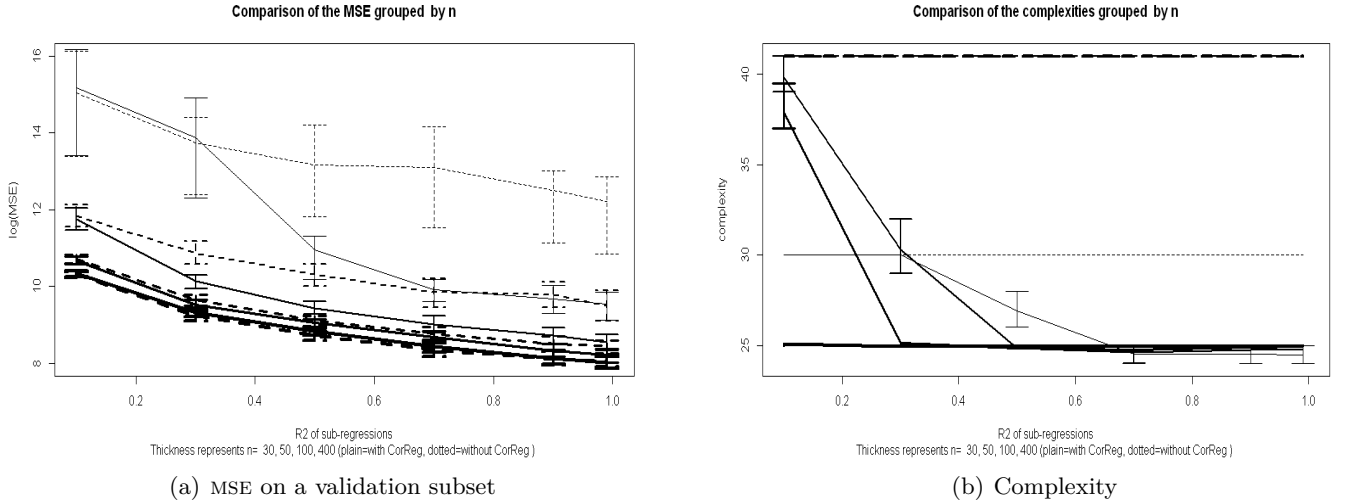 Comparison of the MSE grouped by n
log(MSE)
16
14
12
10
8
0.2
0.4
0.6
0.8
1.0
R2 of sub-regressions
Thickness represents n= 30, 50, 100, 400 (plain=with CorReg, dotted=without CorReg )
(a) MSE on a validation subset
Comparison of the complexities grouped by n
complexity
40
35
30
25
0.2
0.4
0.6
0.8
1.0
R2 of sub-regressions
Thickness represents n= 30, 50, 100, 400 (plain=with CorReg, dotted=without CorReg )
(b) Complexity